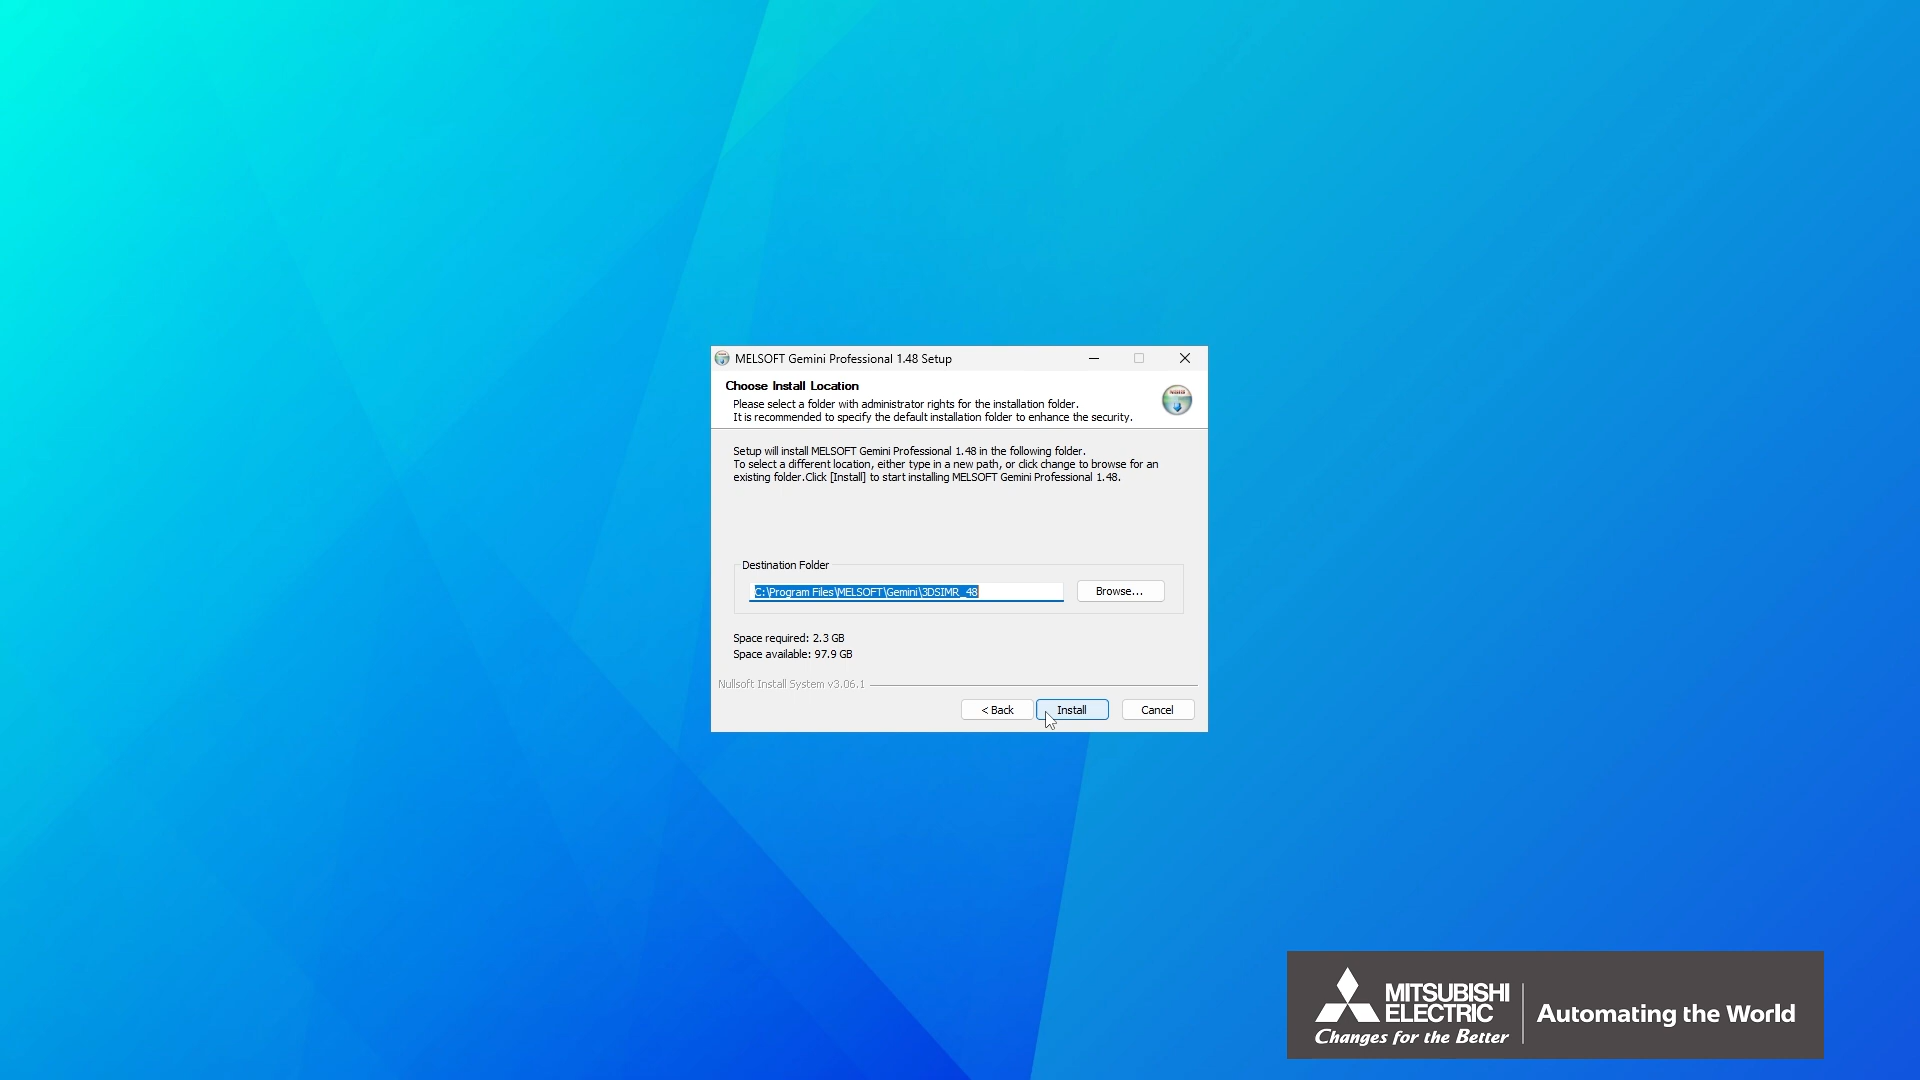 MELSOFT Gemini Professional 1.48 Setup
Choose Install Location
Please select a folder with administrator rights for the installation folder.
It is recommended to specify the default installation folder to enhance the security.
Setup will install MELSOFT Gemini Professional 1.48 in the following folder.
To select a different location, either type in a new path, or click change to browse for an
existing folder.Click [Install] to start installing MELSOFT Gemini Professional 1.48.
Destination Folder
C:\Program Files\MELSOFT\Gemini\3DSIMR_48
Browse...
Space required: 2.3 GB
Space available: 97.9 GB
Nullsoft Install System v3.06.1
< Back
Install
Cancel
MITSUBISHI
ELECTRIC
Changes for the Better
Automating the World